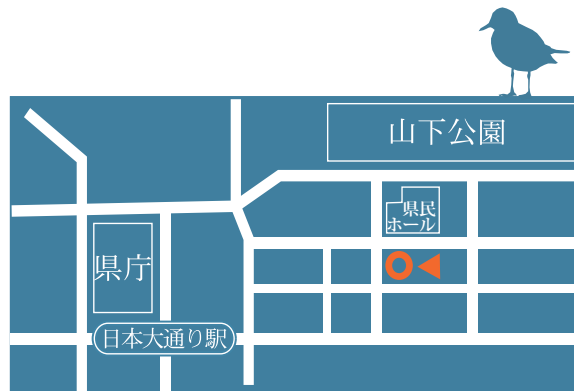 山下公園
県民
ホール
県庁
日本大通り駅